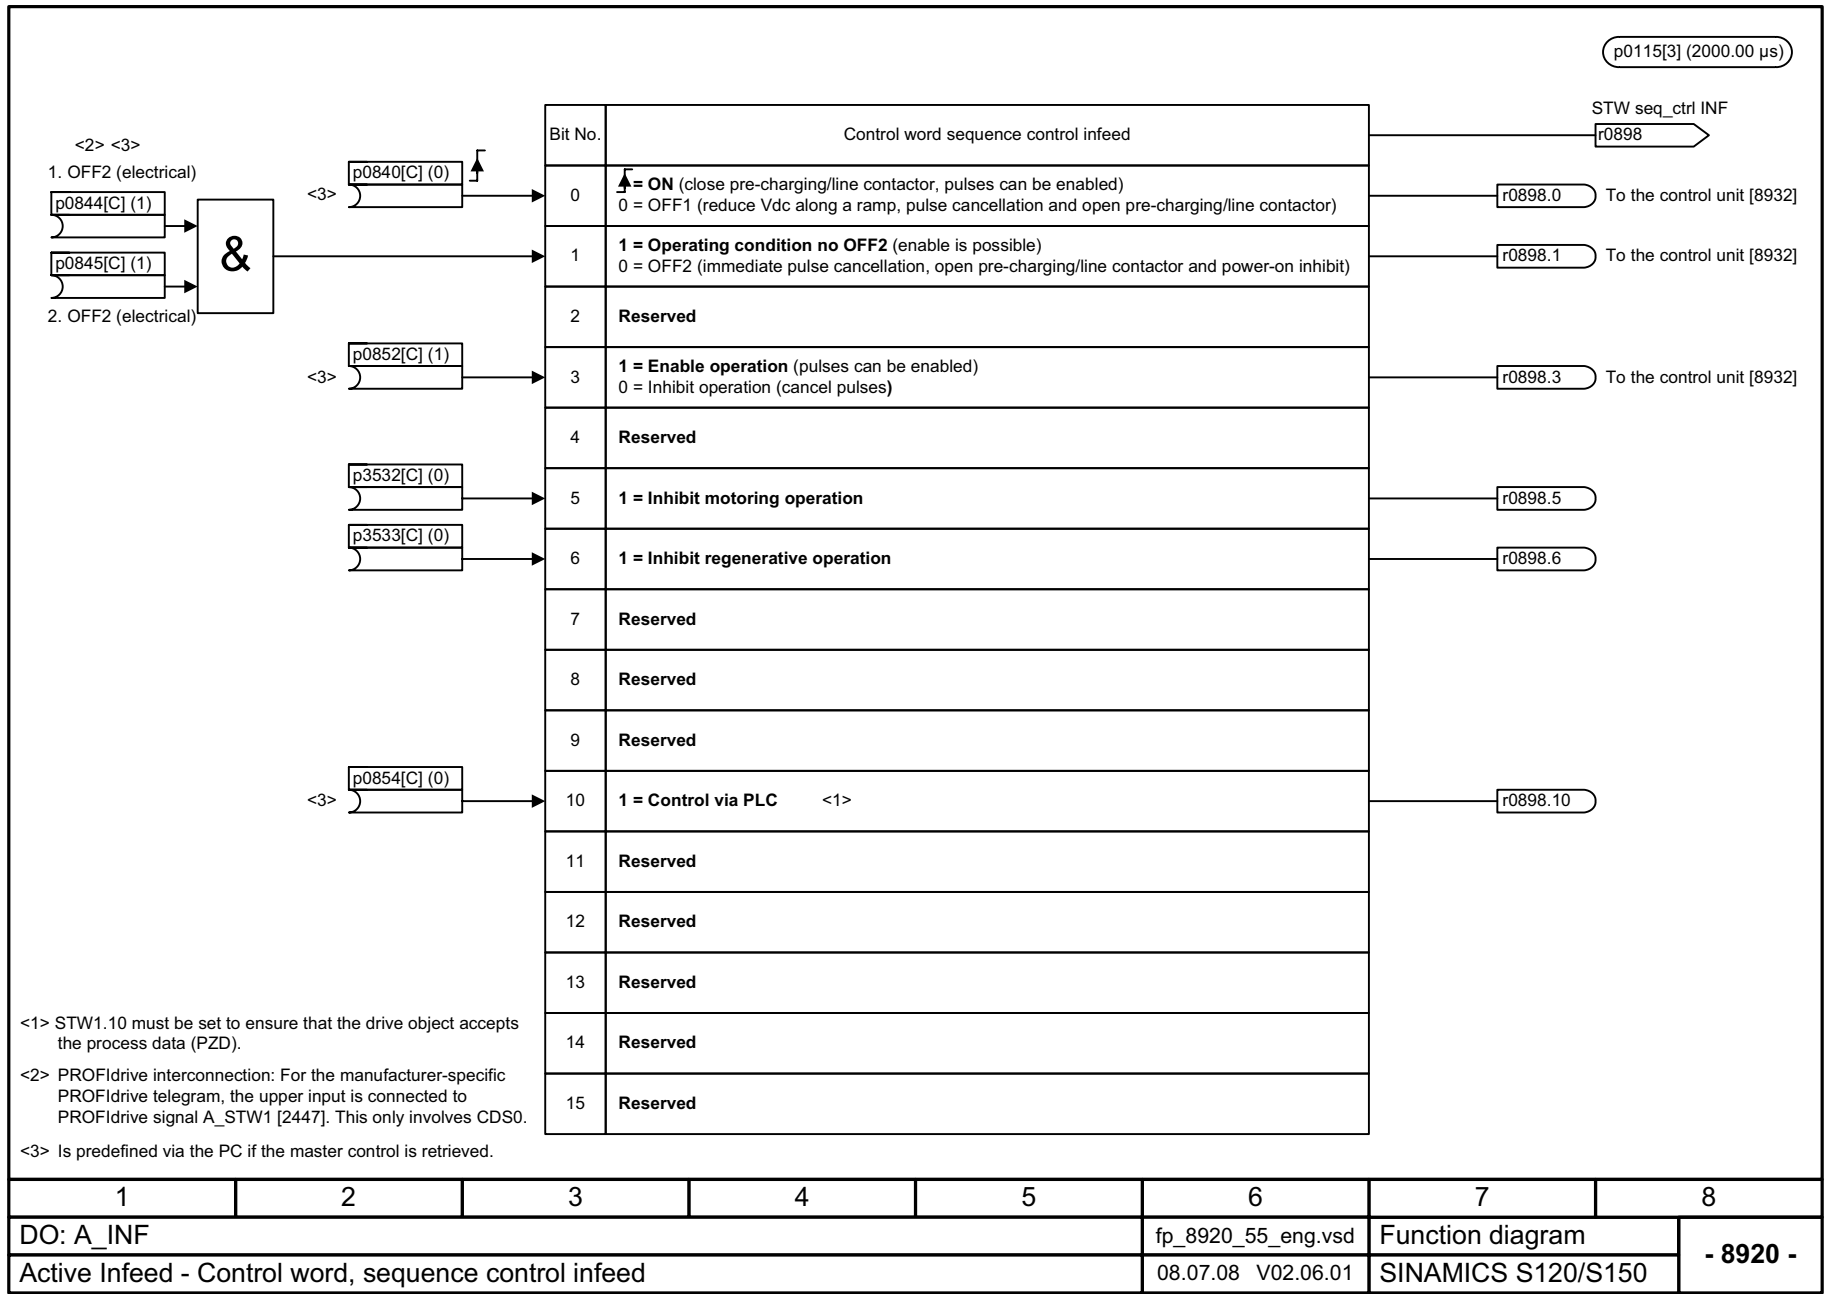 p0115[3] (2000.00 µs)
STW seq_ctrl INF
r0898
Bit No.
Control word sequence control infeed
<2> <3>
1. OFF2 (electrical)
p0844[C] (1)
p0845[C] (1)
&
2. OFF2 (electrical)
<3>
p0840[C] (0)
0
= ON (close pre-charging/line contactor, pulses can be enabled)
0 = OFF1 (reduce Vdc along a ramp, pulse cancellation and open pre-charging/line contactor)
r0898.0
To the control unit [8932]
1
1 = Operating condition no OFF2 (enable is possible)
0 = OFF2 (immediate pulse cancellation, open pre-charging/line contactor and power-on inhibit)
r0898.1
To the control unit [8932]
2
Reserved
<3>
p0852[C] (1)
3
1 = Enable operation (pulses can be enabled)
0 = Inhibit operation (cancel pulses)
r0898.3
To the control unit [8932]
4
Reserved
p3532[C] (0)
5
1 = Inhibit motoring operation
r0898.5
p3533[C] (0)
6
1 = Inhibit regenerative operation
r0898.6
7
Reserved
8
Reserved
9
Reserved
<3>
p0854[C] (0)
10
1 = Control via PLC <1>
r0898.10
11
Reserved
12
Reserved
13
Reserved
14
Reserved
15
Reserved
<1> STW1.10 must be set to ensure that the drive object accepts
the process data (PZD).
<2> PROFIdrive interconnection: For the manufacturer-specific
PROFIdrive telegram, the upper input is connected to
PROFIdrive signal A_STW1 [2447]. This only involves CDS0.
<3> Is predefined via the PC if the master control is retrieved.
1 2 3 4 5 6 7 8
DO: A_INF
fp_8920_55_eng.vsd
Function diagram
- 8920 -
Active Infeed - Control word, sequence control infeed
08.07.08 V02.06.01
SINAMICS S120/S150